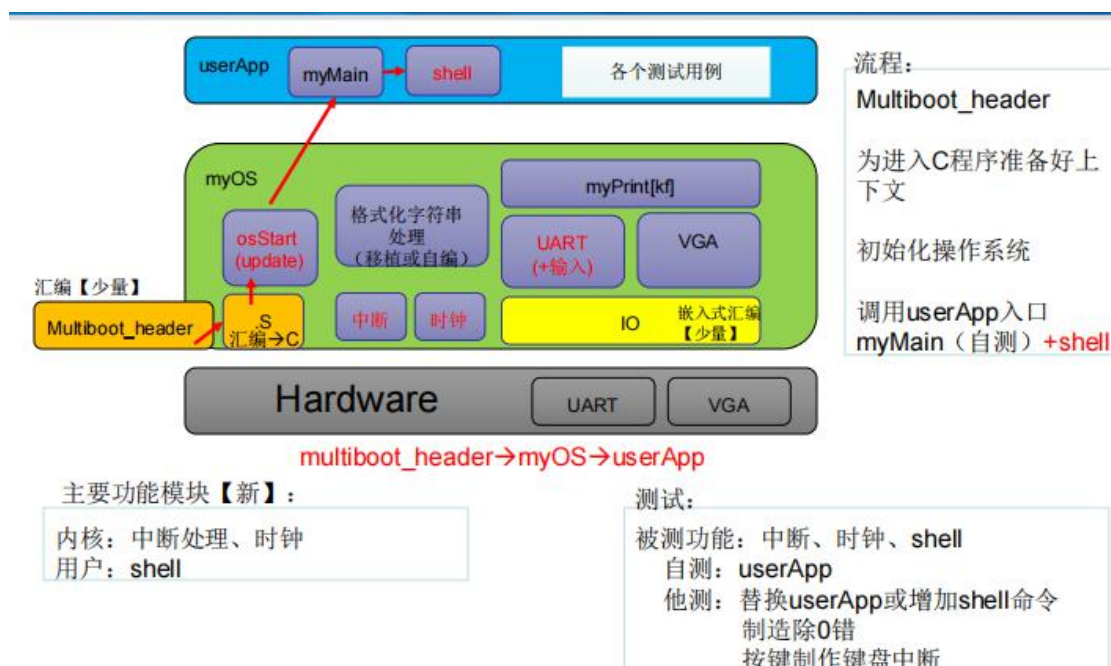 userApp
myMain
shell
各个测试用例
myOS
osStart
(update)
格式化字符串
处理
（移植或自编）
myPrint[kf]
UART
(+输入)
VGA
汇编【少量】
Multiboot_header
.S
汇编→C
中断
时钟
IO
嵌入式汇编
【少量】
Hardware
UART
VGA
multiboot_header→myOS→userApp
流程：
Multiboot_header
为进入C程序准备好上
下文
初始化操作系统
调用userApp入口
myMain（自测）+shell
主要功能模块【新】：
内核：中断处理、时钟
用户：shell
测试：
被测功能：中断、时钟、shell
自测：userApp
他测：替换userApp或增加shell命令
制造除0错
按键制作键盘中断